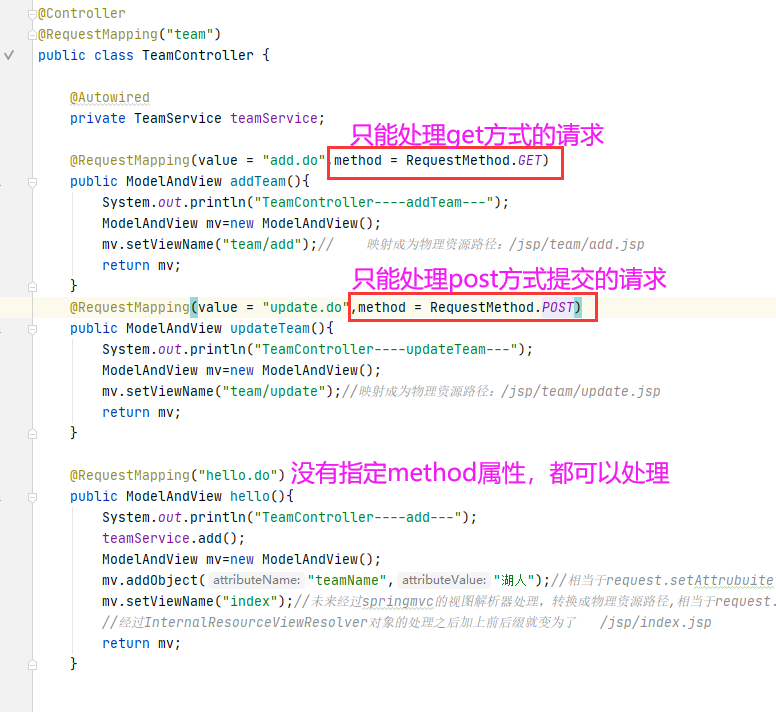 @Controller
@RequestMapping("team")
public class TeamController {
@Autowired
private TeamService teamService;
只能处理get方式的请求
@RequestMapping(value = "add.do",method = RequestMethod.GET)
public ModelAndView addTeam(){
System.out.println("TeamController----addTeam---");
ModelAndView mv=new ModelAndView();
mv.setViewName("team/add");// 映射成为物理资源路径：/jsp/team/add.jsp
return mv;
}
只能处理post方式提交的请求
@RequestMapping(value = "update.do",method = RequestMethod.POST)
public ModelAndView updateTeam(){
System.out.println("TeamController----updateTeam---");
ModelAndView mv=new ModelAndView();
mv.setViewName("team/update");//映射成为物理资源路径：/jsp/team/update.jsp
return mv;
}
@RequestMapping("hello.do") 没有指定method属性，都可以处理
public ModelAndView hello(){
System.out.println("TeamController----add---");
teamService.add();
ModelAndView mv=new ModelAndView();
mv.addObject( attributeName: "teamName", attributeValue: "湖人");//相当于request.setAttrubuite
mv.setViewName("index");//未来经过springmvc的视图解析器处理，转换成物理资源路径,相当于request.
//经过InternalResourceViewResolver对象的处理之后加上前后缀就变为了 /jsp/index.jsp
return mv;
}